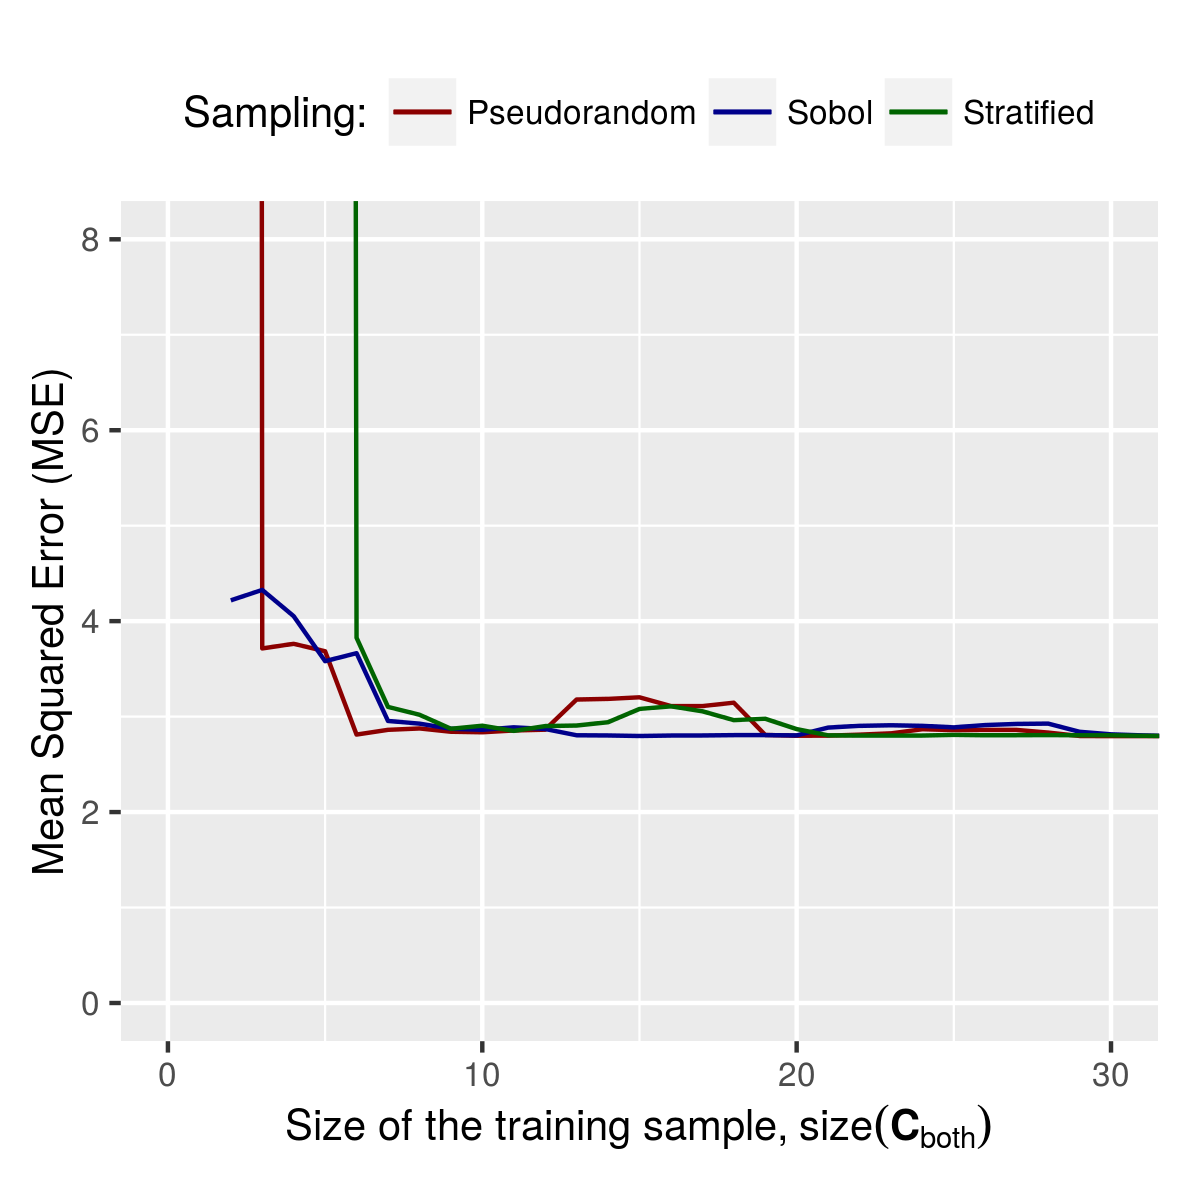 Sampling: Pseudorandom Sobol Stratified
Mean Squared Error (MSE)
8
6
4
2
0
0 10 20 30
Size of the training sample, size(C_both)